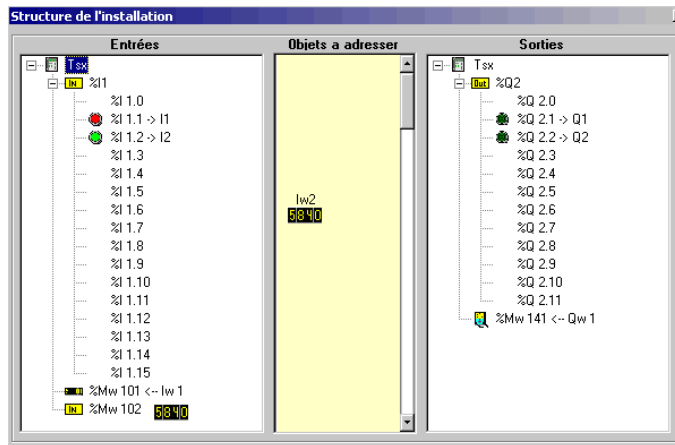 Structure de l'installation
Entrées
Tsx
%I1
%I 1.0
%I 1.1 -> I1
%I 1.2 -> I2
%I 1.3
%I 1.4
%I 1.5
%I 1.6
%I 1.7
%I 1.8
%I 1.9
%I 1.10
%I 1.11
%I 1.12
%I 1.13
%I 1.14
%I 1.15
%Mw 101 <-- Iw 1
IN %Mw 102 5840
Objets a adresser
Iw2
5840
Sorties
Tsx
Out %Q2
%Q 2.0
%Q 2.1 -> Q1
%Q 2.2 -> Q2
%Q 2.3
%Q 2.4
%Q 2.5
%Q 2.6
%Q 2.7
%Q 2.8
%Q 2.9
%Q 2.10
%Q 2.11
%Mw 141 <-- Qw 1